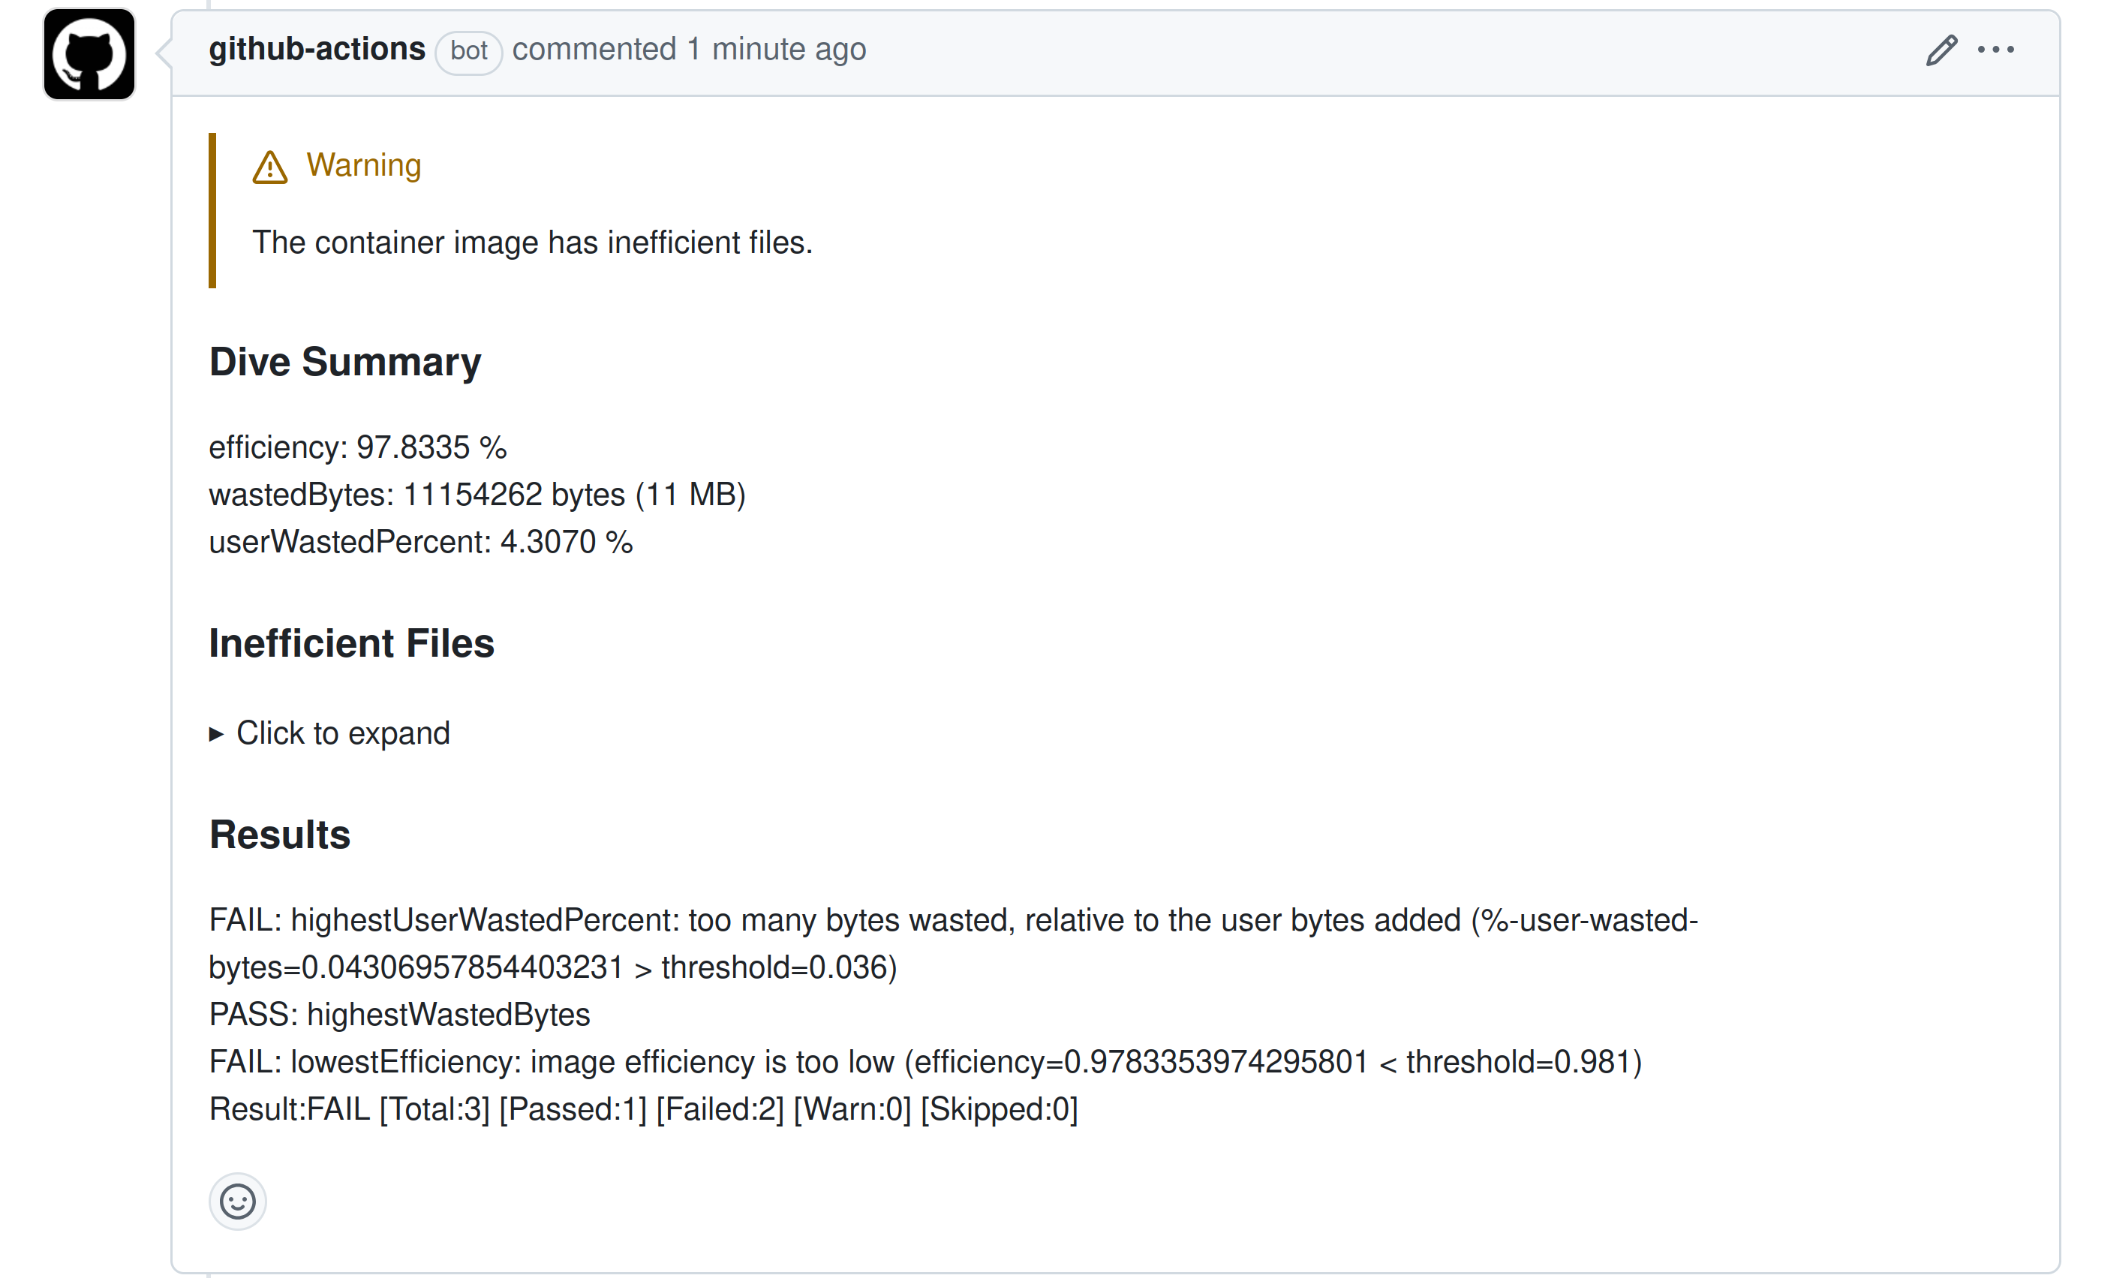 github-actions bot commented 1 minute ago
Warning
The container image has inefficient files.
Dive Summary
efficiency: 97.8335 %
wastedBytes: 11154262 bytes (11 MB)
userWastedPercent: 4.3070 %
Inefficient Files
Click to expand
Results
FAIL: highestUserWastedPercent: too many bytes wasted, relative to the user bytes added (%-user-wasted-
bytes=0.04306957854403231 > threshold=0.036)
PASS: highestWastedBytes
FAIL: lowestEfficiency: image efficiency is too low (efficiency=0.9783353974295801 < threshold=0.981)
Result:FAIL [Total:3] [Passed:1] [Failed:2] [Warn:0] [Skipped:0]